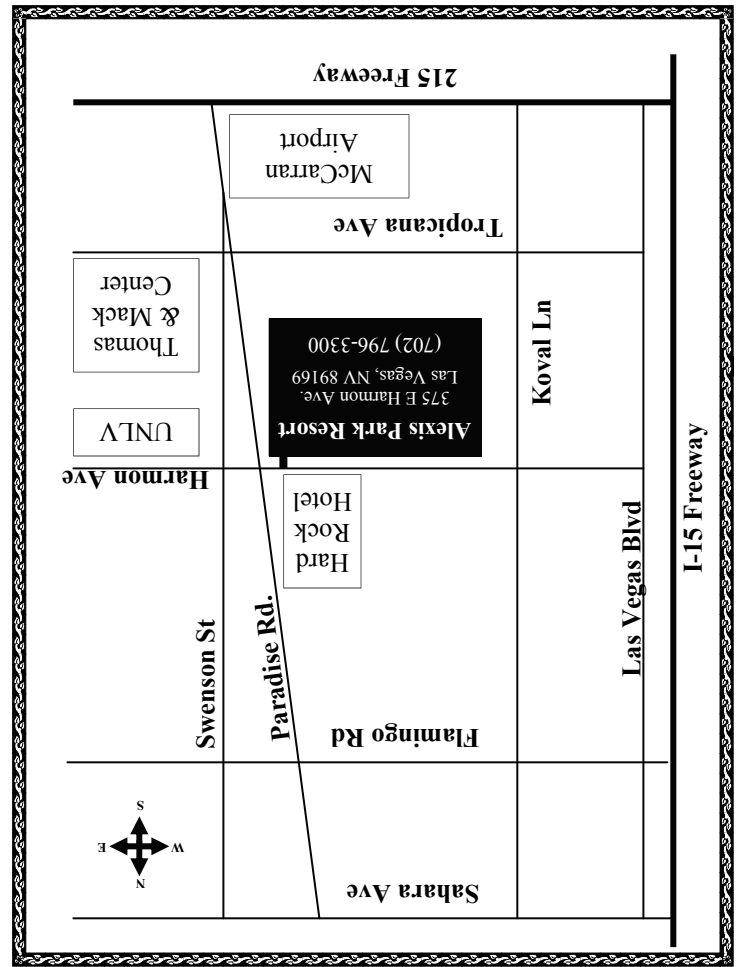 Sahara Ave
N
W
E
S
Flamingo Rd
Paradise Rd.
Swenson St
Las Vegas Blvd
I-15 Freeway
Hard
Rock
Hotel
Harmon Ave
UNLV
Alexis Park Resort
375 E Harmon Ave.
Las Vegas, NV 89169
(702) 796-3300
Koval Ln
Thomas
& Mack
Center
Tropicana Ave
McCarran
Airport
215 Freeway